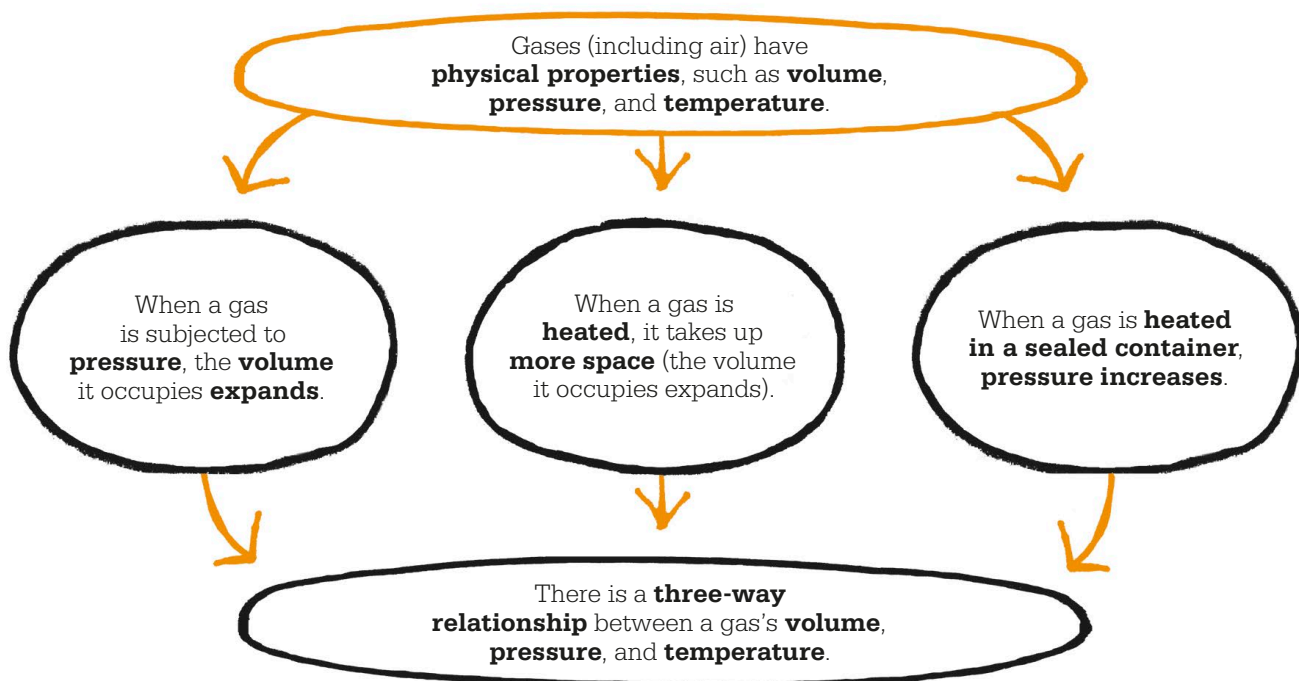 Gases (including air) have
physical properties, such as volume,
pressure, and temperature.
When a gas
is subjected to
pressure, the volume
it occupies expands.
When a gas is
heated, it takes up
more space (the volume
it occupies expands).
When a gas is heated
in a sealed container,
pressure increases.
There is a three-way
relationship between a gas’s volume,
pressure, and temperature.